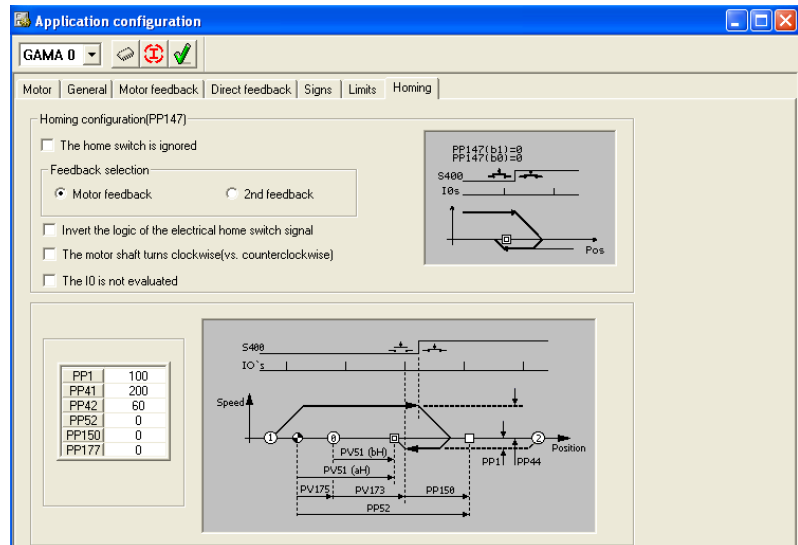 Application configuration
GAMA 0
Motor General Motor feedback Direct feedback Signs Limits Homing
Homing configuration(PP147)
The home switch is ignored
Feedback selection
Motor feedback 2nd feedback
Invert the logic of the electrical home switch signal
The motor shaft turns clockwise(vs. counterclockwise)
The I0 is not evaluated
PP147(b1)=0
PP147(b0)=0
S400
I0s
Pos
PP1 100
PP41 200
PP42 60
PP52 0
PP150 0
PP177 0
S400
IO`s
Speed
1 0 2
Position
PV51 (bH)
PV51 (aH)
PP1 PP44
PV175 PV173 PP150
PP52